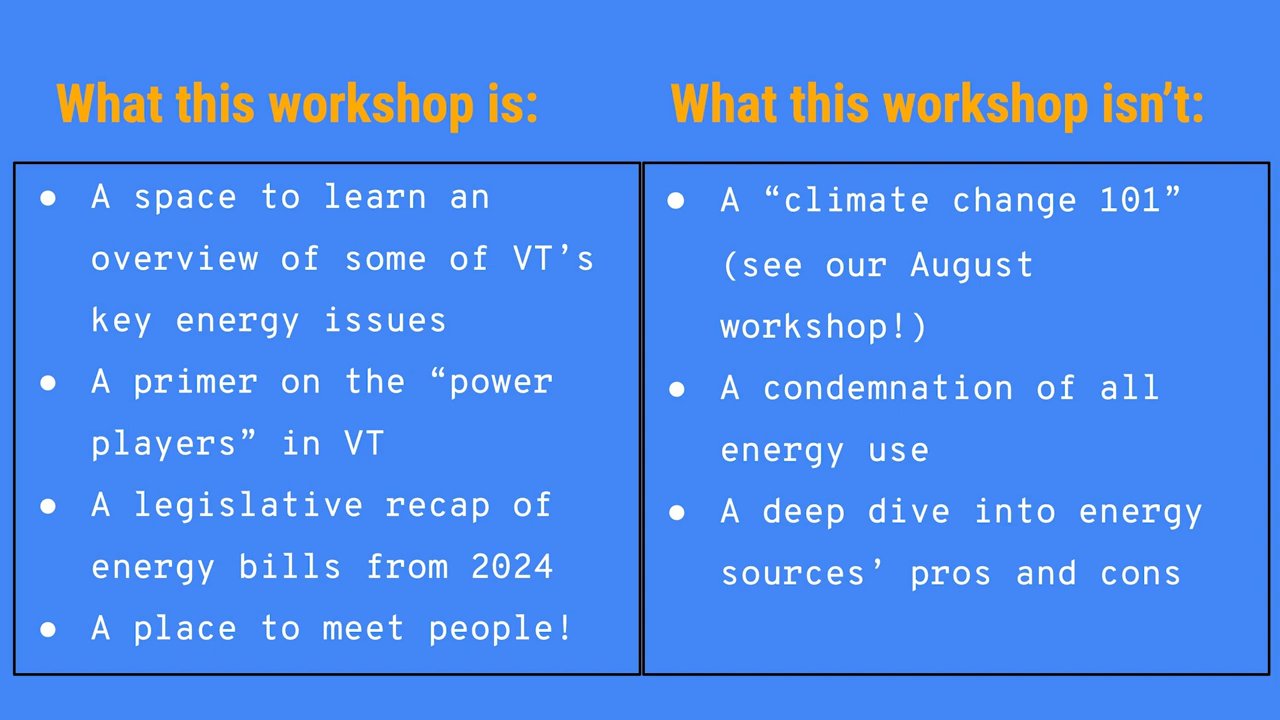 What this workshop is:
● A space to learn an
overview of some of VT’s
key energy issues
● A primer on the “power
players” in VT
● A legislative recap of
energy bills from 2024
● A place to meet people!
What this workshop isn’t:
● A “climate change 101”
(see our August
workshop!)
● A condemnation of all
energy use
● A deep dive into energy
sources’ pros and cons